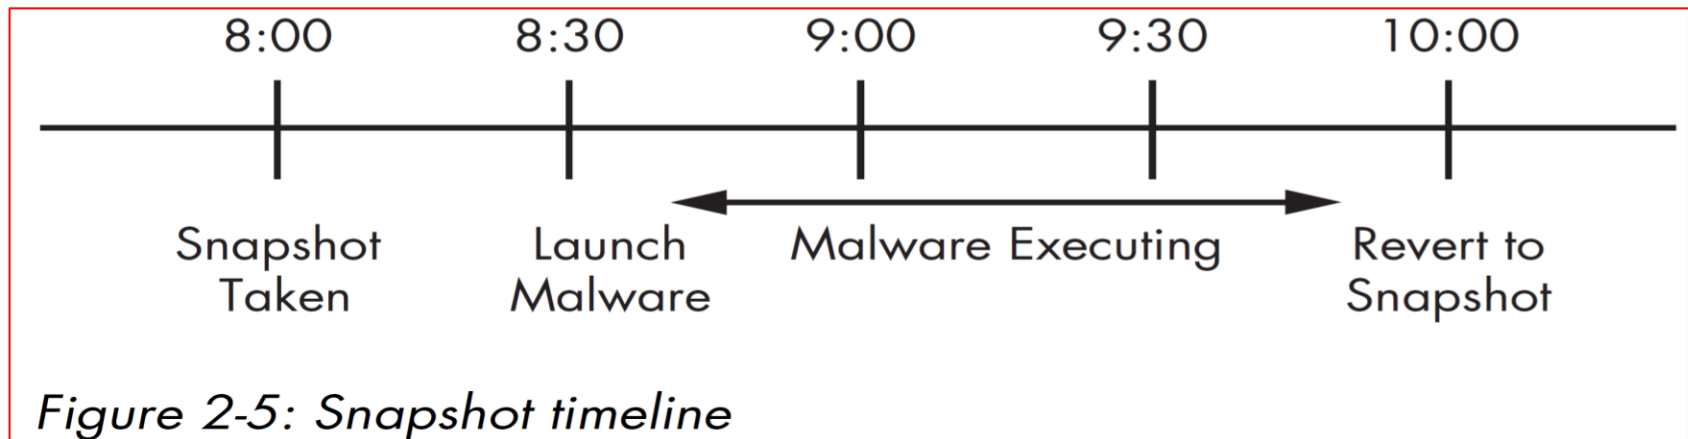 8:00 8:30 9:00 9:30 10:00
Snapshot Launch Malware Executing Revert to
Taken Malware Snapshot
Figure 2-5: Snapshot timeline